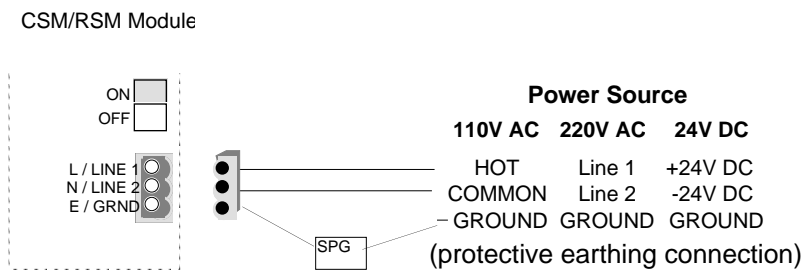 CSM/RSM Module
ON
OFF
L / LINE 1
N / LINE 2
E / GRND
SPG
Power Source
110V AC 220V AC 24V DC
HOT Line 1 +24V DC
COMMON Line 2 -24V DC
GROUND GROUND GROUND
(protective earthing connection)